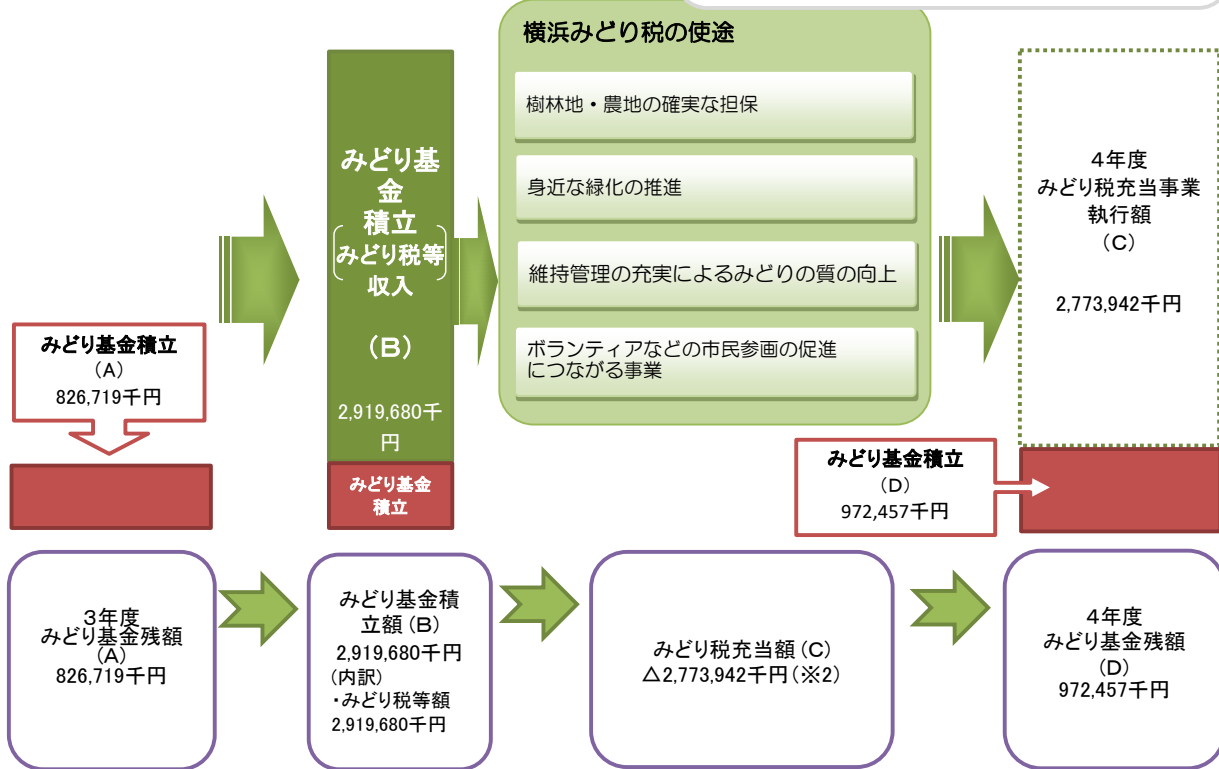 横浜みどり税の使途
樹林地・農地の確実な担保
身近な緑化の推進
維持管理の充実によるみどりの質の向上
ボランティアなどの市民参画の促進
につながる事業
みどり基金積立
(A)
826,719千円
みどり基
金
積立
みどり税等
収入
(B)
2,919,680千
円
みどり基金
積立
4年度
みどり税充当事業
執行額
(C)
2,773,942千円
みどり基金積立
(D)
972,457千円
3年度
みどり基金残額
(A)
826,719千円
みどり基金積
立額(B)
2,919,680千円
(内訳)
・みどり税等額
2,919,680千円
みどり税充当額(C)
△2,773,942千円(※2)
4年度
みどり基金残額
(D)
972,457千円